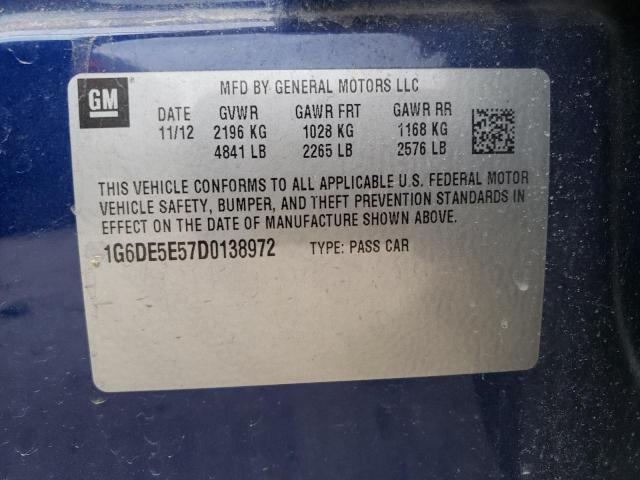 GM
MFD BY GENERAL MOTORS LLC
DATE GVWR GAWR FRT GAWR RR
11/12 2196 KG 1028 KG 1168 KG
4841 LB 2265 LB 2576 LB
THIS VEHICLE CONFORMS TO ALL APPLICABLE U.S. FEDERAL MOTOR
VEHICLE SAFETY, BUMPER, AND THEFT PREVENTION STANDARDS IN
EFFECT ON THE DATE OF MANUFACTURE SHOWN ABOVE.
1G6DE5E57D0138972 TYPE: PASS CAR